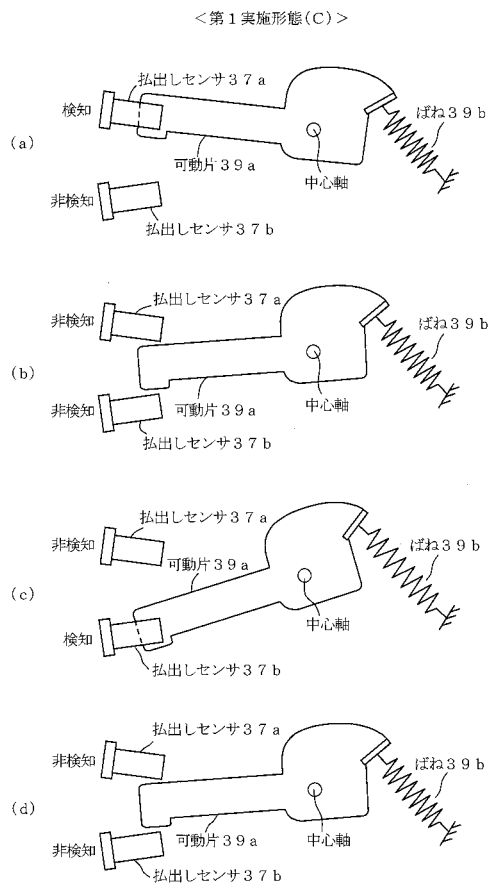 ＜第１実施形態(Ｃ)＞
(ａ)
検知
払出しセンサ３７ａ
ばね３９ｂ
可動片３９ａ
中心軸
非検知
払出しセンサ３７ｂ
(ｂ)
非検知
払出しセンサ３７ａ
ばね３９ｂ
中心軸
非検知
可動片３９ａ
払出しセンサ３７ｂ
(ｃ)
非検知
払出しセンサ３７ａ
可動片３９ａ
ばね３９ｂ
中心軸
検知
払出しセンサ３７ｂ
(ｄ)
非検知
払出しセンサ３７ａ
ばね３９ｂ
中心軸
非検知
可動片３９ａ
払出しセンサ３７ｂ